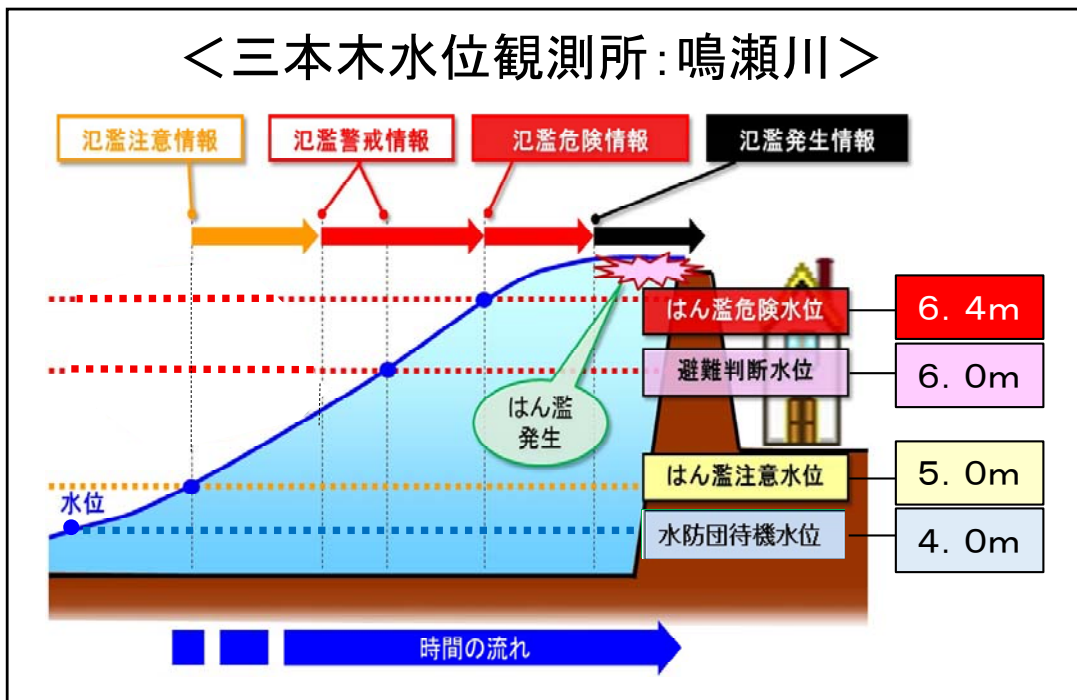 ＜三本木水位観測所：鳴瀬川＞
氾濫注意情報
氾濫警戒情報
氾濫危険情報
氾濫発生情報
はん濫危険水位
6．4m
避難判断水位
6．0m
はん濫
発生
はん濫注意水位
5．0m
水位
水防団待機水位
4．0m
時間の流れ